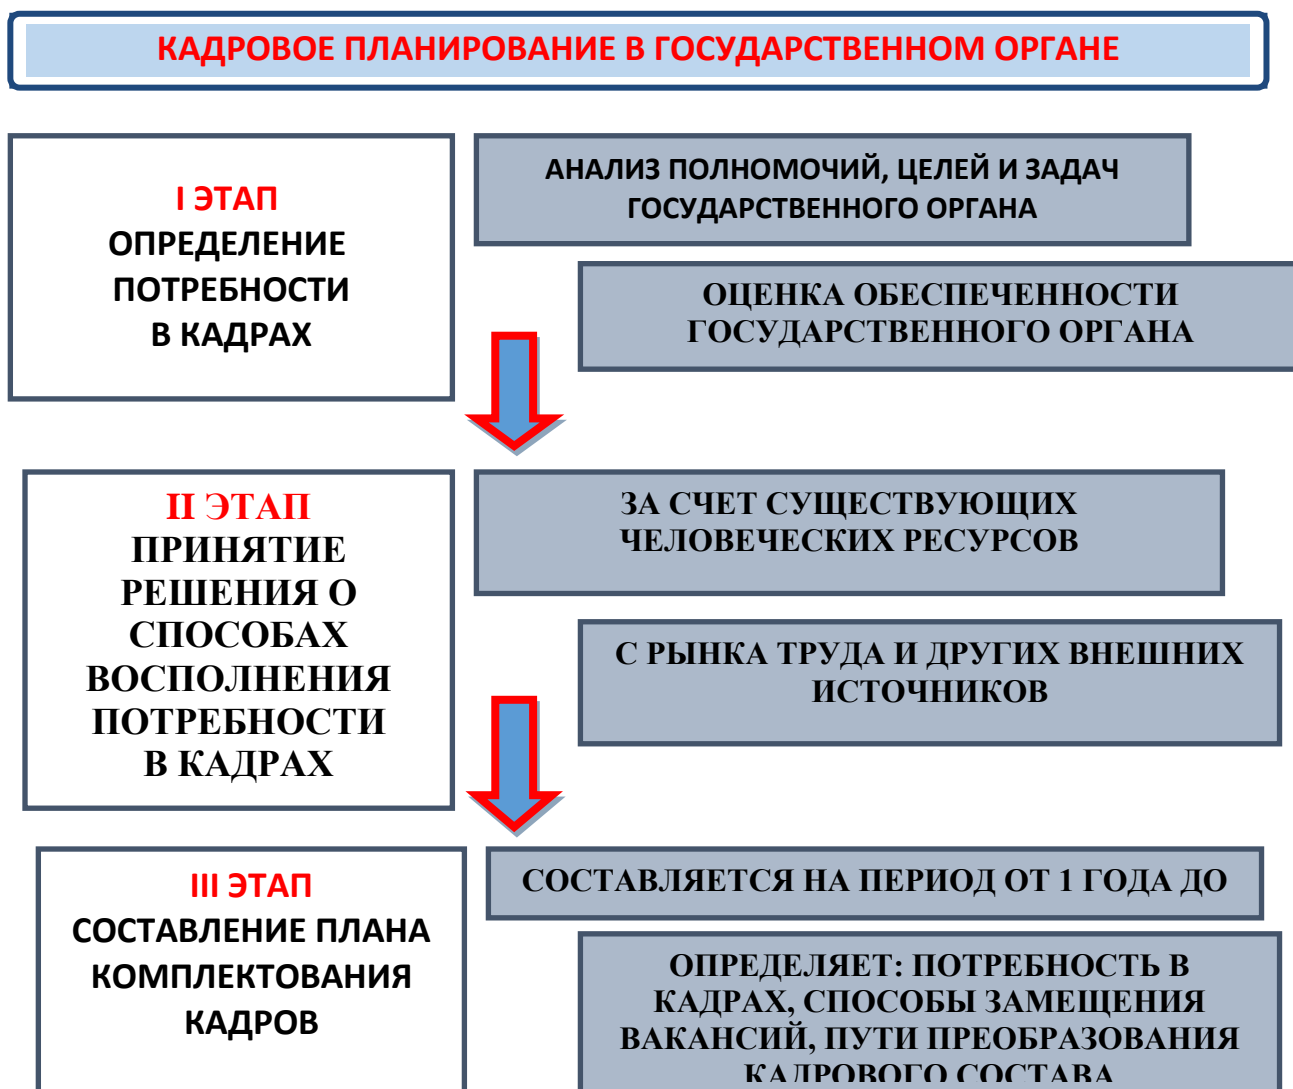 КАДРОВОЕ ПЛАНИРОВАНИЕ В ГОСУДАРСТВЕННОМ ОРГАНЕ
I ЭТАП
ОПРЕДЕЛЕНИЕ
ПОТРЕБНОСТИ
В КАДРАХ
АНАЛИЗ ПОЛНОМОЧИЙ, ЦЕЛЕЙ И ЗАДАЧ
ГОСУДАРСТВЕННОГО ОРГАНА
ОЦЕНКА ОБЕСПЕЧЕННОСТИ
ГОСУДАРСТВЕННОГО ОРГАНА
II ЭТАП
ПРИНЯТИЕ
РЕШЕНИЯ О
СПОСОБАХ
ВОСПОЛНЕНИЯ
ПОТРЕБНОСТИ
В КАДРАХ
ЗА СЧЕТ СУЩЕСТВУЮЩИХ
ЧЕЛОВЕЧЕСКИХ РЕСУРСОВ
С РЫНКА ТРУДА И ДРУГИХ ВНЕШНИХ
ИСТОЧНИКОВ
III ЭТАП
СОСТАВЛЕНИЕ ПЛАНА
КОМПЛЕКТОВАНИЯ
КАДРОВ
СОСТАВЛЯЕТСЯ НА ПЕРИОД ОТ 1 ГОДА ДО
ОПРЕДЕЛЯЕТ: ПОТРЕБНОСТЬ В
КАДРАХ, СПОСОБЫ ЗАМЕЩЕНИЯ
ВАКАНСИЙ, ПУТИ ПРЕОБРАЗОВАНИЯ
КАДРОВОГО СОСТАВА